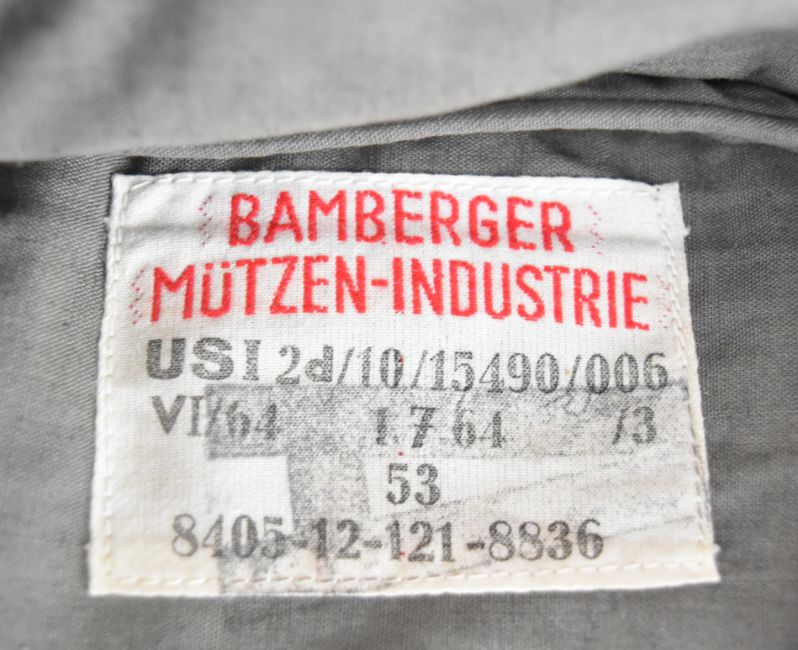 BAMBERGER
MÜTZEN-INDUSTRIE
USI 2d/10/15490/006
VI/64 1.7 64 /3
53
8405-12-121-8836